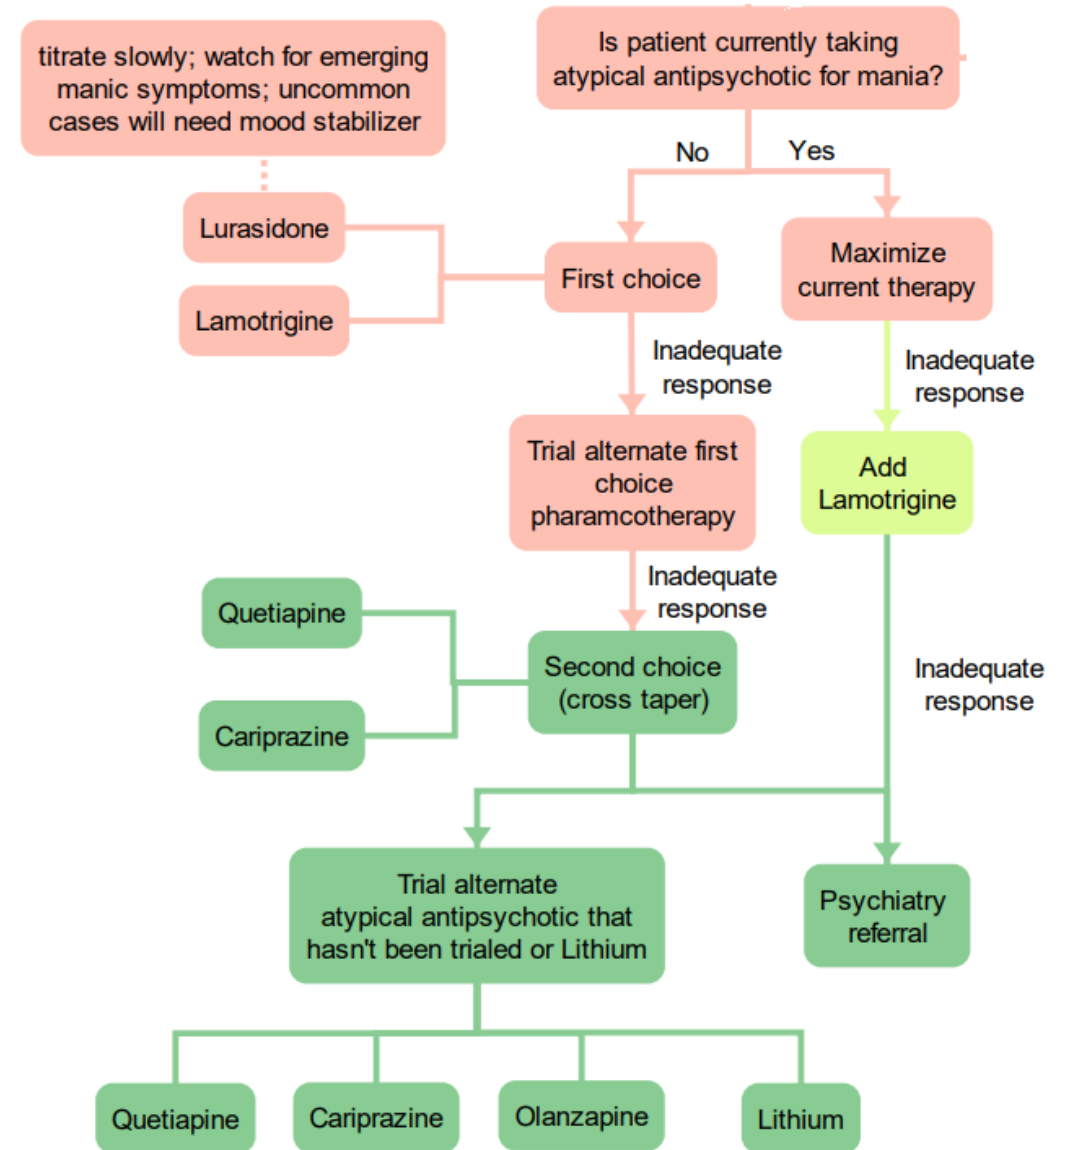 titrate slowly; watch for emerging
manic symptoms; uncommon
cases will need mood stabilizer
Is patient currently taking
atypical antipsychotic for mania?
No
Yes
Lurasidone
Lamotrigine
First choice
Maximize
current therapy
Inadequate
response
Inadequate
response
Trial alternate first
choice
pharamcotherapy
Add
Lamotrigine
Inadequate
response
Quetiapine
Cariprazine
Second choice
(cross taper)
Inadequate
response
Trial alternate
atypical antipsychotic that
hasn't been trialed or Lithium
Psychiatry
referral
Quetiapine
Cariprazine
Olanzapine
Lithium